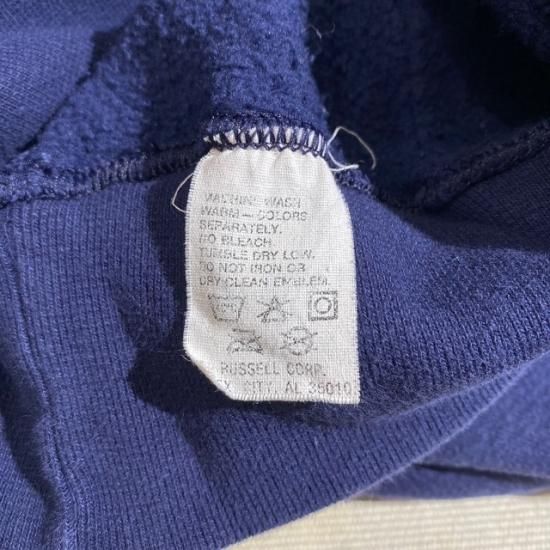 MACHINE WASH
WARM — COLORS
SEPARATELY.
NO BLEACH.
TUMBLE DRY LOW.
DO NOT IRON OR
DRY CLEAN EMBLEM.
RUSSELL CORP.
X. CITY, AL 35010